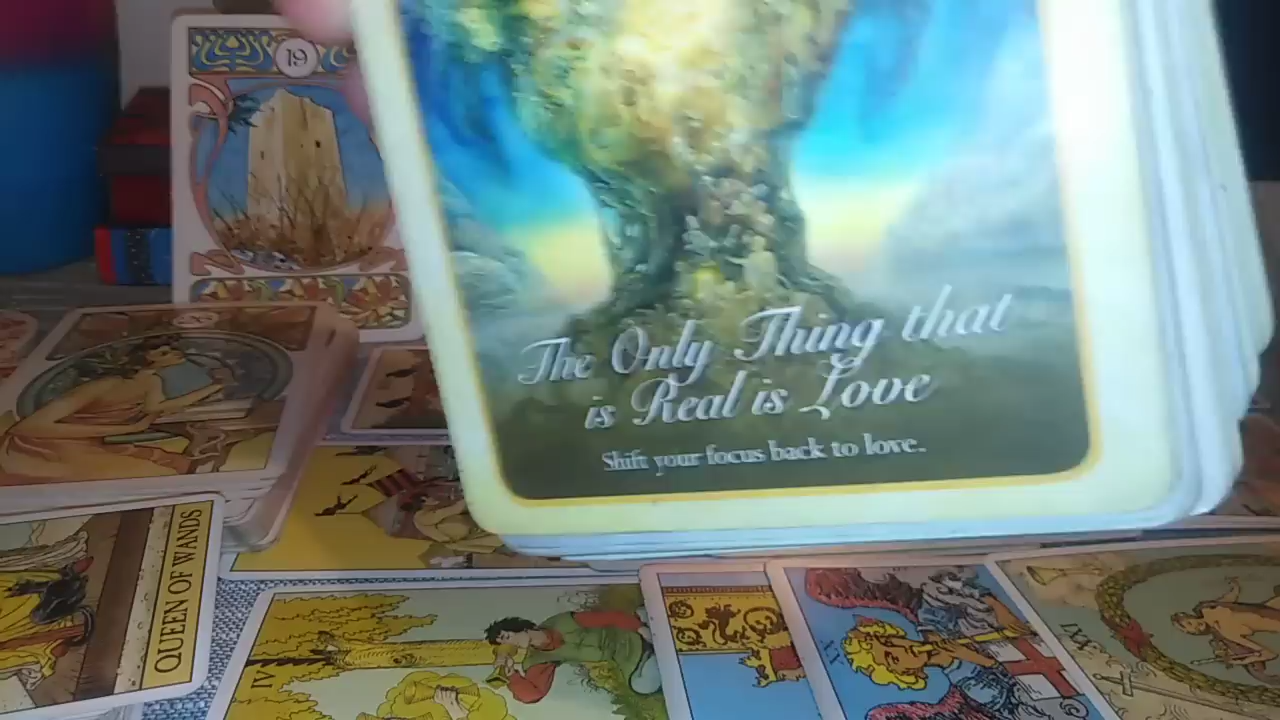 19
The Only Thing that
is Real is Love
Shift your focus back to love.
QUEEN OF WANDS
IV
XX